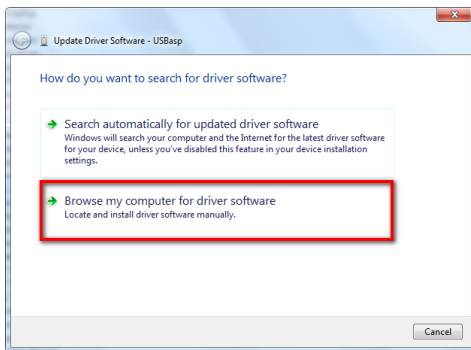 Update Driver Software - USBasp
How do you want to search for driver software?
Search automatically for updated driver software
Windows will search your computer and the Internet for the latest driver software
for your device, unless you've disabled this feature in your device installation
settings.
Browse my computer for driver software
Locate and install driver software manually.
Cancel